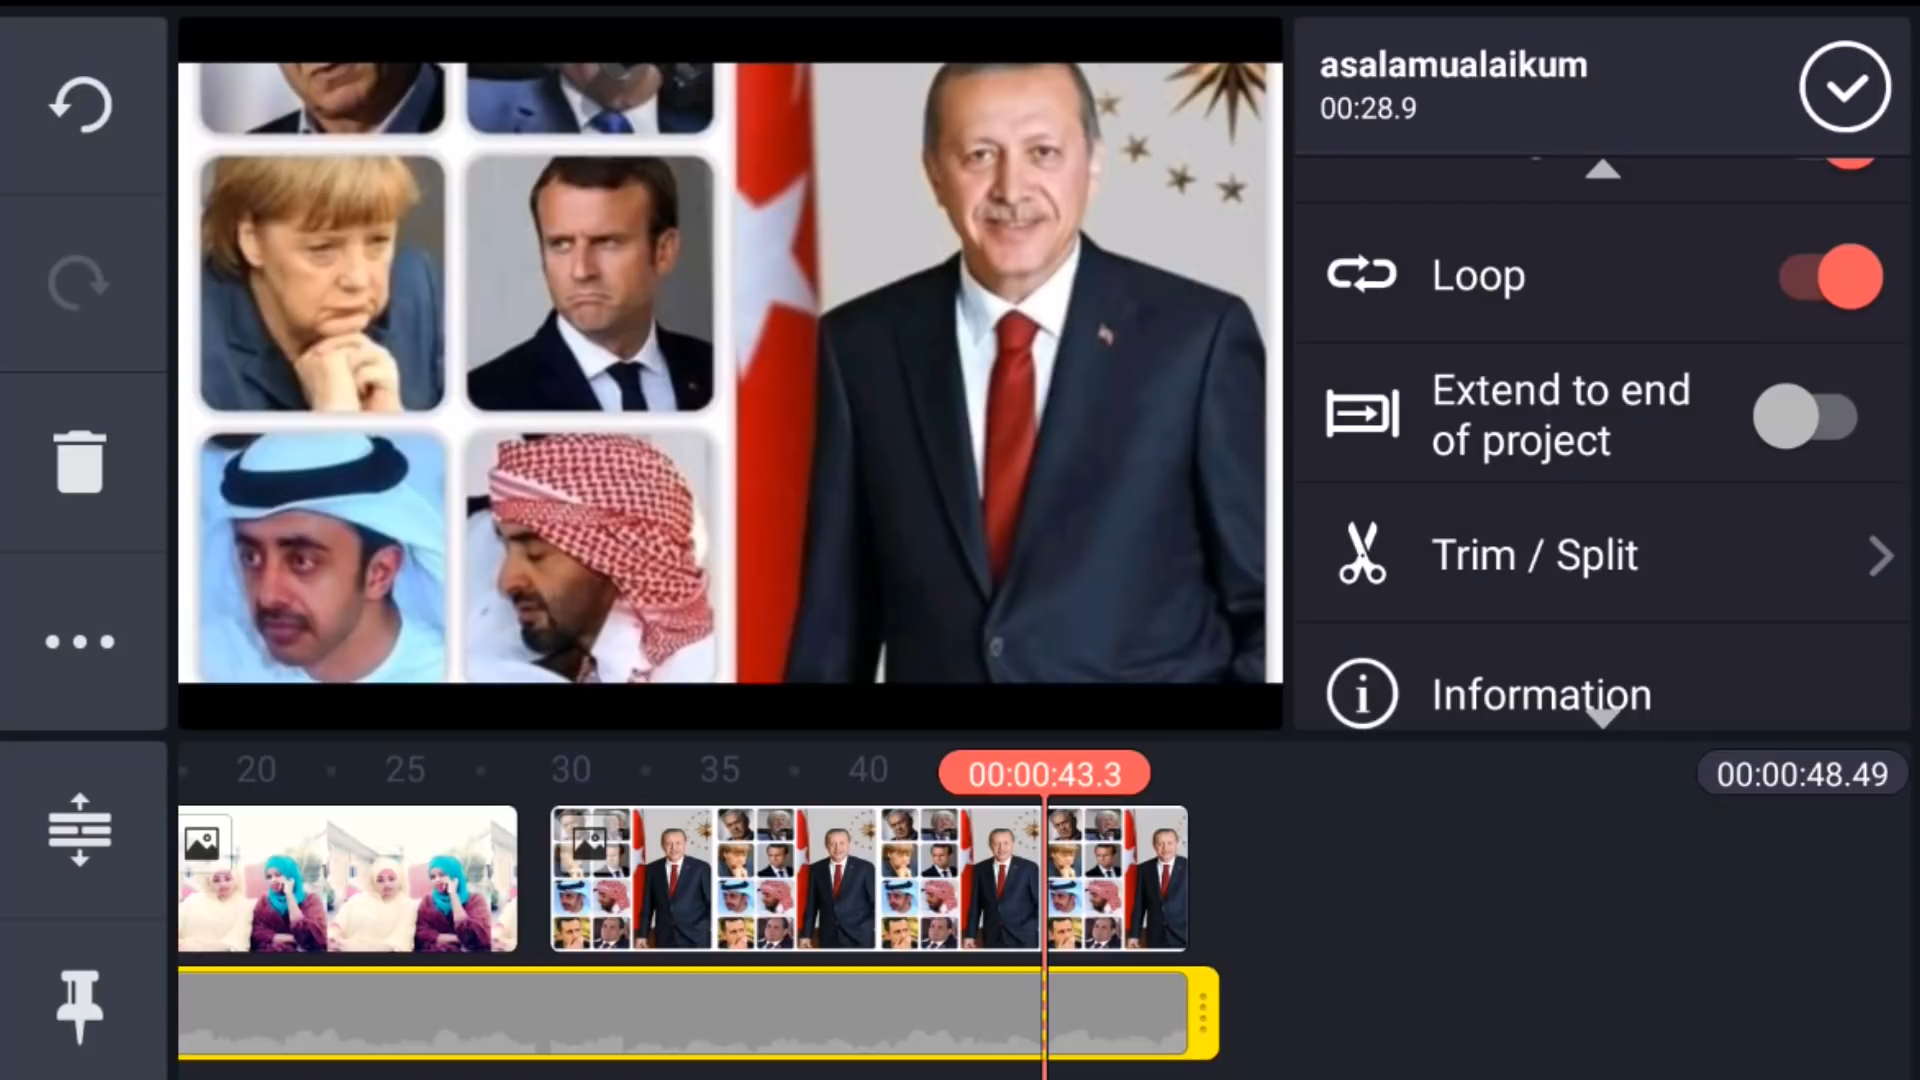 asalamualaikum
00:28.9
Loop
Extend to end
of project
Trim / Split
Information
20
25
30
35
40
00:00:43.3
00:00:48.49